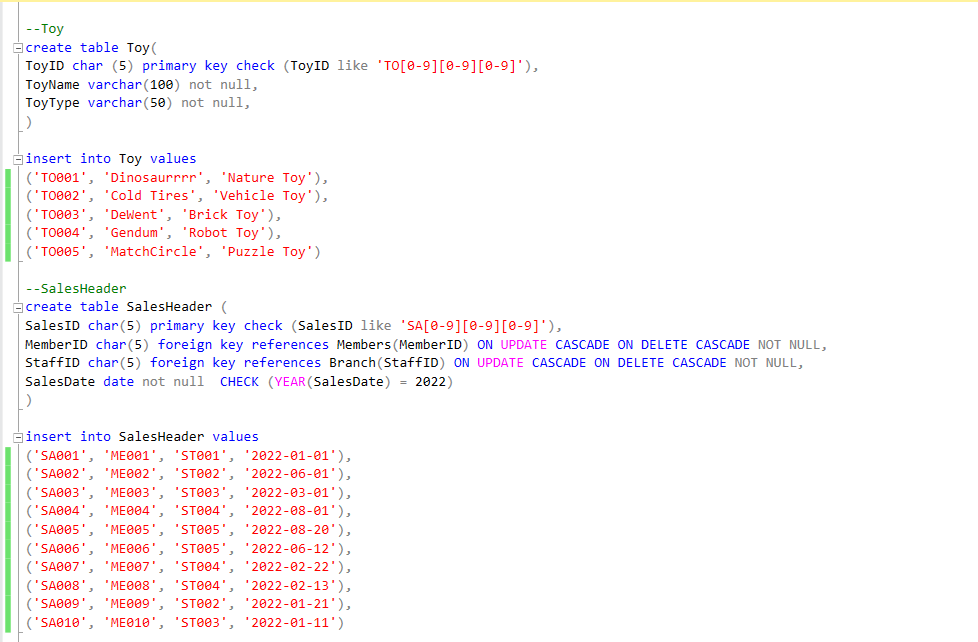 --Toy
create table Toy(
ToyID char (5) primary key check (ToyID like 'TO[0-9][0-9][0-9]'),
ToyName varchar(100) not null,
ToyType varchar(50) not null,
)
insert into Toy values
('TO001', 'Dinosaurrrr', 'Nature Toy'),
('TO002', 'Cold Tires', 'Vehicle Toy'),
('TO003', 'DeWent', 'Brick Toy'),
('TO004', 'Gendum', 'Robot Toy'),
('TO005', 'MatchCircle', 'Puzzle Toy')
--SalesHeader
create table SalesHeader (
SalesID char(5) primary key check (SalesID like 'SA[0-9][0-9][0-9]'),
MemberID char(5) foreign key references Members(MemberID) ON UPDATE CASCADE ON DELETE CASCADE NOT NULL,
StaffID char(5) foreign key references Branch(StaffID) ON UPDATE CASCADE ON DELETE CASCADE NOT NULL,
SalesDate date not null  CHECK (YEAR(SalesDate) = 2022)
)
insert into SalesHeader values
('SA001', 'ME001', 'ST001', '2022-01-01'),
('SA002', 'ME002', 'ST002', '2022-06-01'),
('SA003', 'ME003', 'ST003', '2022-03-01'),
('SA004', 'ME004', 'ST004', '2022-08-01'),
('SA005', 'ME005', 'ST005', '2022-08-20'),
('SA006', 'ME006', 'ST005', '2022-06-12'),
('SA007', 'ME007', 'ST004', '2022-02-22'),
('SA008', 'ME008', 'ST004', '2022-02-13'),
('SA009', 'ME009', 'ST002', '2022-01-21'),
('SA010', 'ME010', 'ST003', '2022-01-11')